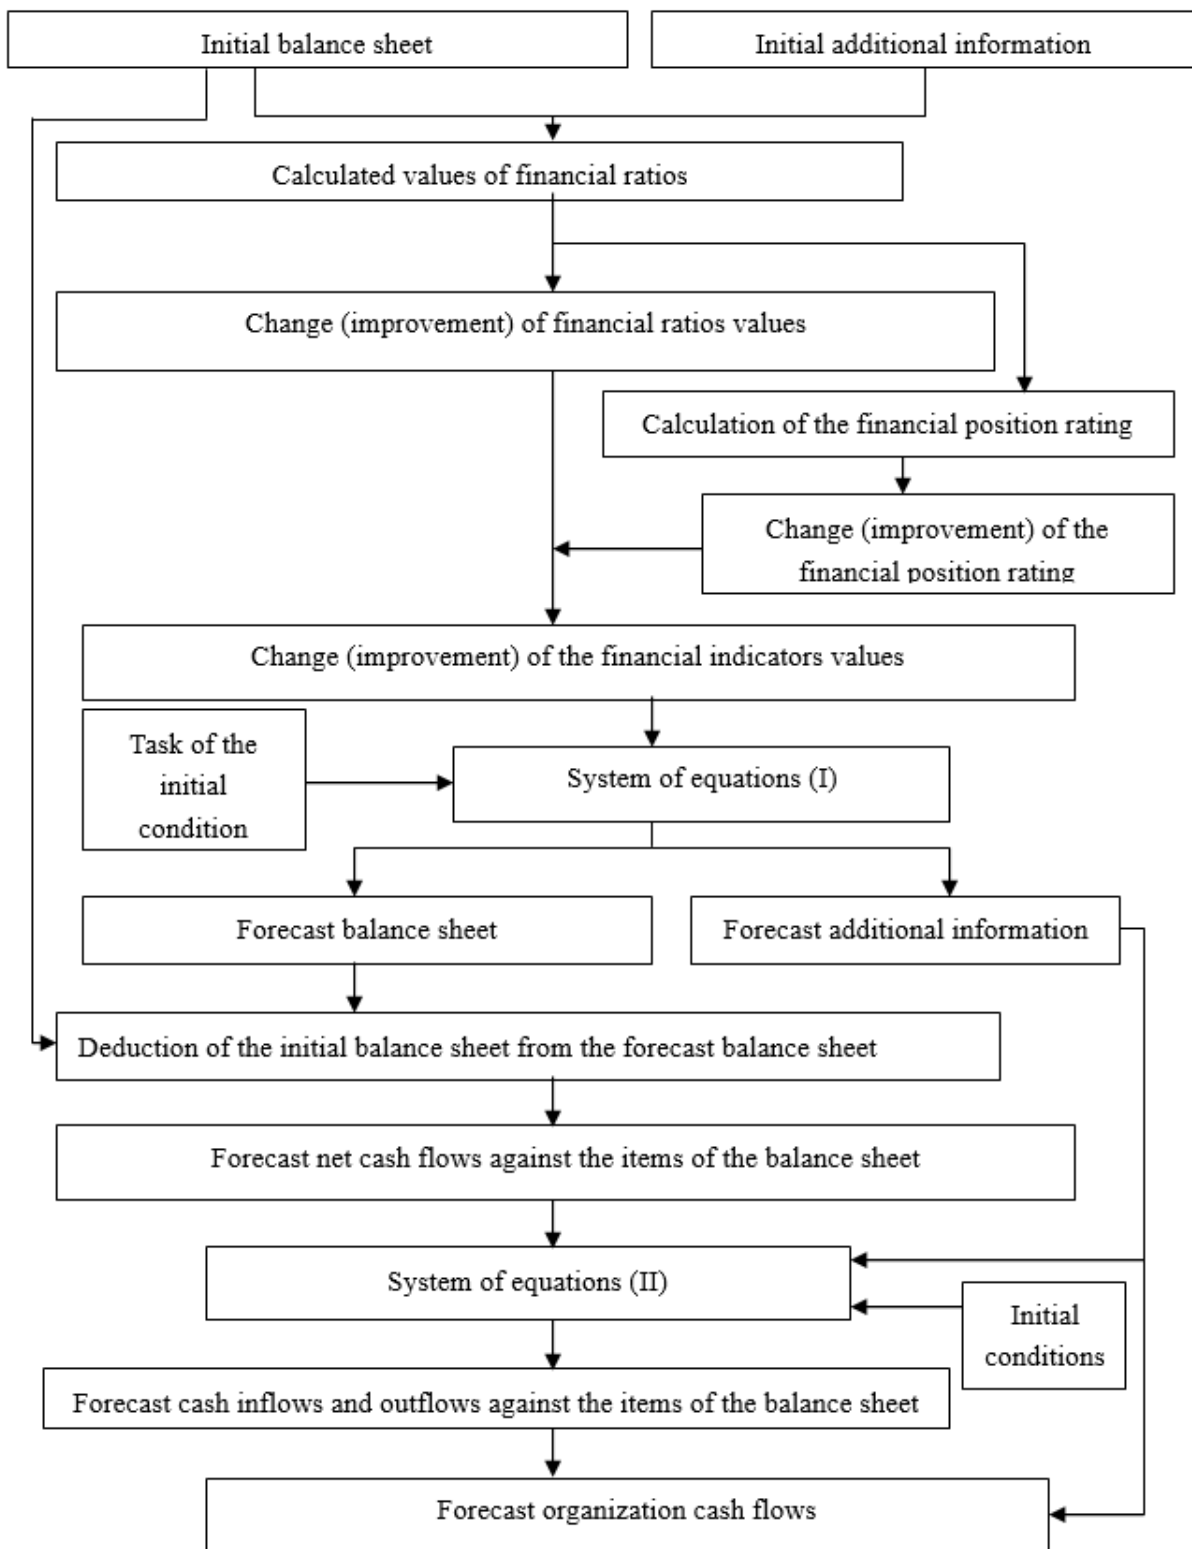 Initial balance sheet
Initial additional information
Calculated values of financial ratios
Change (improvement) of financial ratios values
Calculation of the financial position rating
Change (improvement) of the
financial position rating
Change (improvement) of the financial indicators values
Task of the
initial
condition
System of equations (I)
Forecast balance sheet
Forecast additional information
Deduction of the initial balance sheet from the forecast balance sheet
Forecast net cash flows against the items of the balance sheet
System of equations (II)
Initial
conditions
Forecast cash inflows and outflows against the items of the balance sheet
Forecast organization cash flows